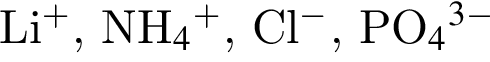 Li⁺, NH₄⁺, Cl⁻, PO₄³⁻